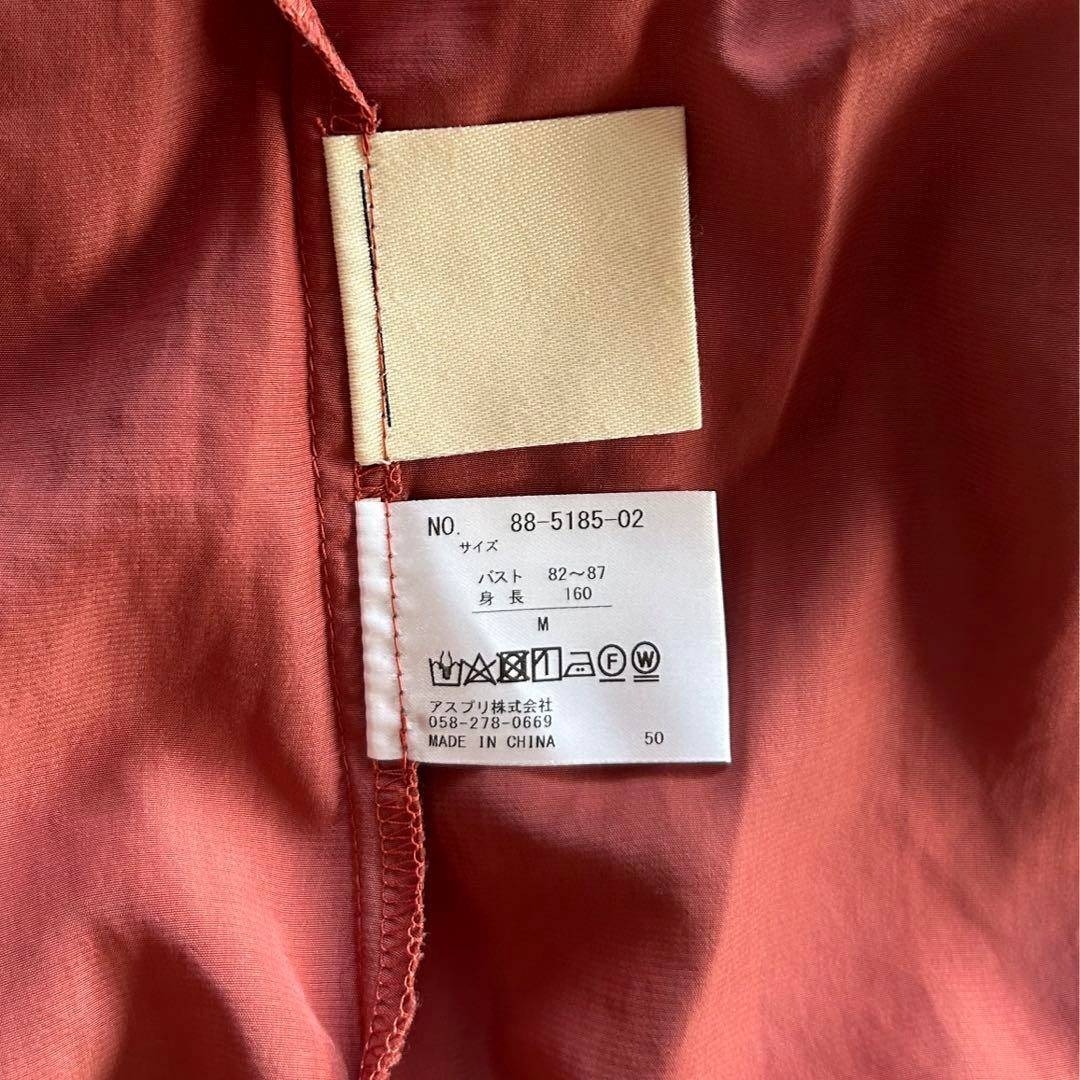 NO. 88-5185-02
サイズ
バスト 82〜87
身長 160
M
F W
アスブリ株式会社
058-278-0669
MADE IN CHINA 50